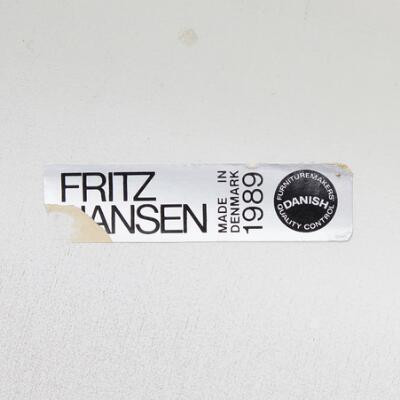 FRITZ
HANSEN
MADE IN
DENMARK
1989
FURNITUREMAKERS
DANISH
QUALITY CONTROL